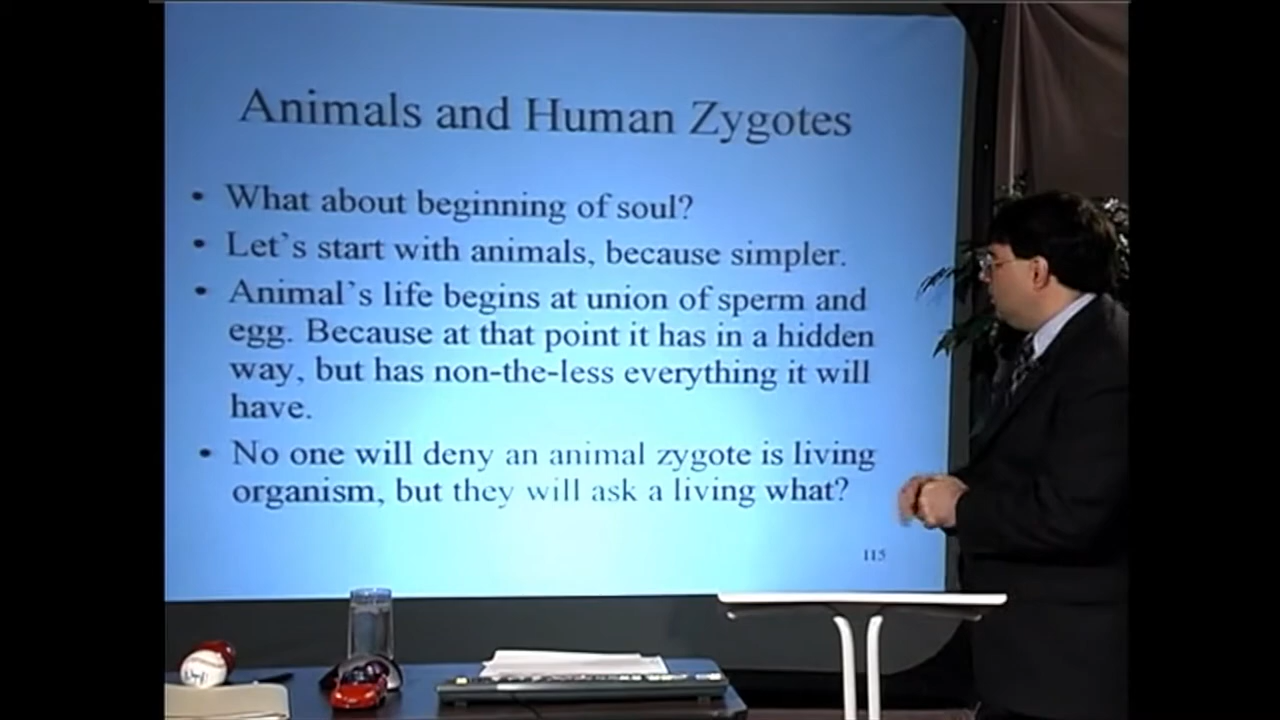 Animals and Human Zygotes
• What about beginning of soul?
• Let's start with animals, because simpler.
• Animal's life begins at union of sperm and
egg. Because at that point it has in a hidden
way, but has non-the-less everything it will
have.
• No one will deny an animal zygote is living
organism, but they will ask a living what?
115